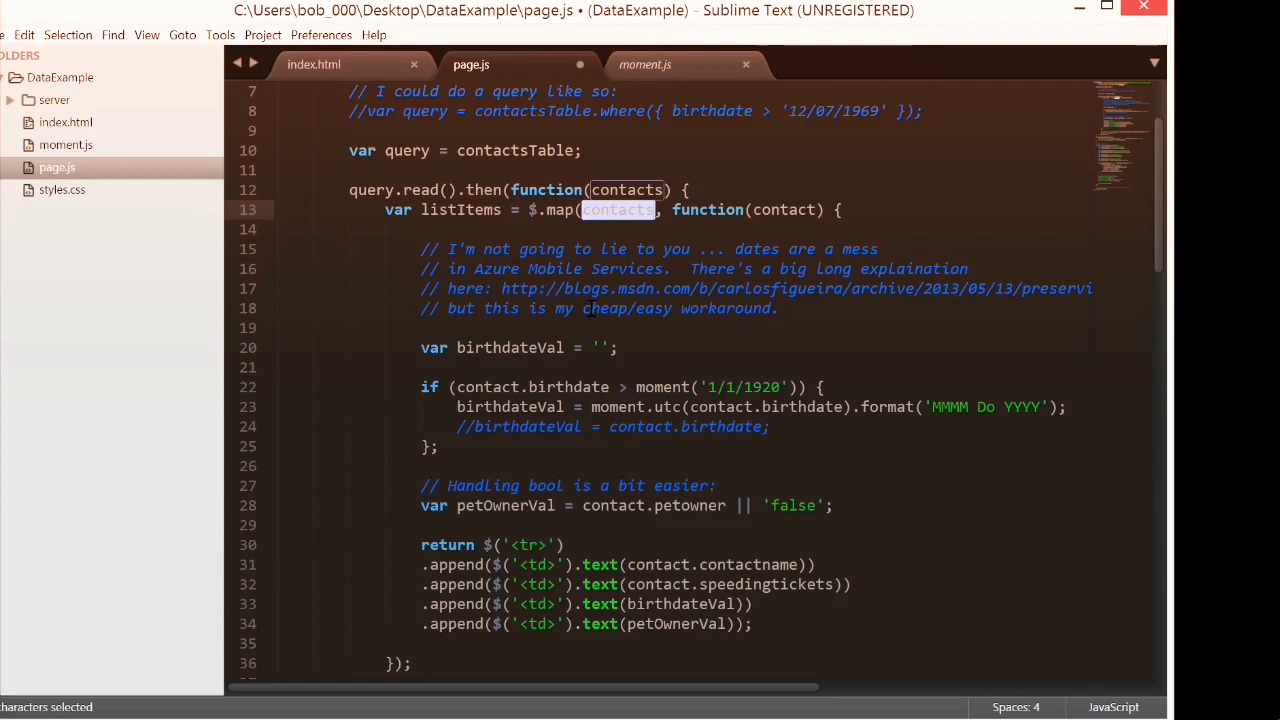 C:\Users\bob_000\Desktop\DataExample\page.js • (DataExample) - Sublime Text (UNREGISTERED)
e Edit Selection Find View Goto Tools Project Preferences Help
OLDERS
DataExample
server
index.html
moment.js
page.js
styles.css
index.html × page.js moment.js ×
7 // I could do a query like so:
8 //var query = contactsTable.where({ birthdate > '12/07/1969' });
9
10 var query = contactsTable;
11
12 query.read().then(function(contacts) {
13 var listItems = $.map(contacts, function(contact) {
14
15 // I'm not going to lie to you ... dates are a mess
16 // in Azure Mobile Services.  There's a big long explaination
17 // here: http://blogs.msdn.com/b/carlosfigueira/archive/2013/05/13/preservi
18 // but this is my cheap/easy workaround.
19
20 var birthdateVal = '';
21
22 if (contact.birthdate > moment('1/1/1920')) {
23 birthdateVal = moment.utc(contact.birthdate).format('MMMM Do YYYY');
24 //birthdateVal = contact.birthdate;
25 };
26
27 // Handling bool is a bit easier:
28 var petOwnerVal = contact.petowner || 'false';
29
30 return $('<tr>')
31 .append($('<td>').text(contact.contactname))
32 .append($('<td>').text(contact.speedingtickets))
33 .append($('<td>').text(birthdateVal))
34 .append($('<td>').text(petOwnerVal));
35
36 });
characters selected Spaces: 4 JavaScript